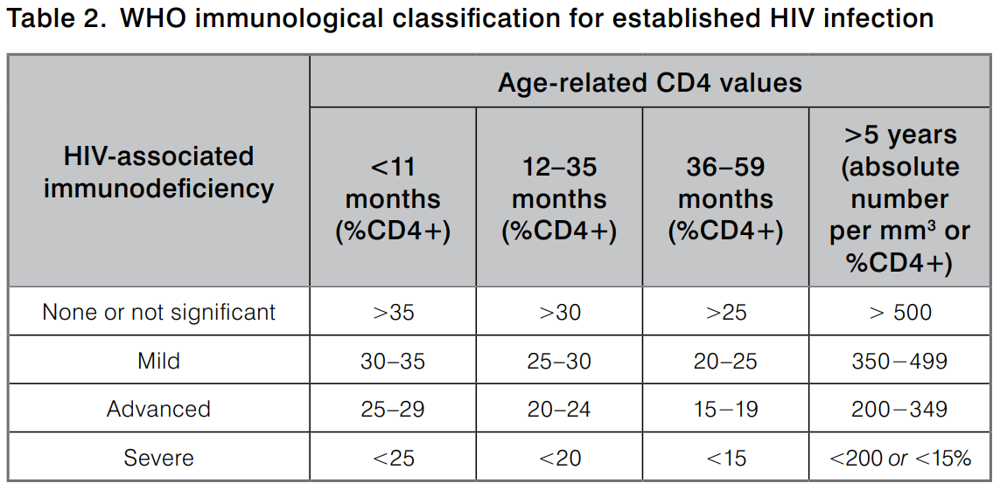 Table 2. WHO immunological classification for established HIV infection
HIV-associated
immunodeficiency
Age-related CD4 values
<11
months
(%CD4+)
12–35
months
(%CD4+)
36–59
months
(%CD4+)
>5 years
(absolute
number
per mm³ or
%CD4+)
None or not significant >35 >30 >25 > 500
Mild 30–35 25–30 20–25 350−499
Advanced 25–29 20–24 15−19 200−349
Severe <25 <20 <15 <200 or <15%